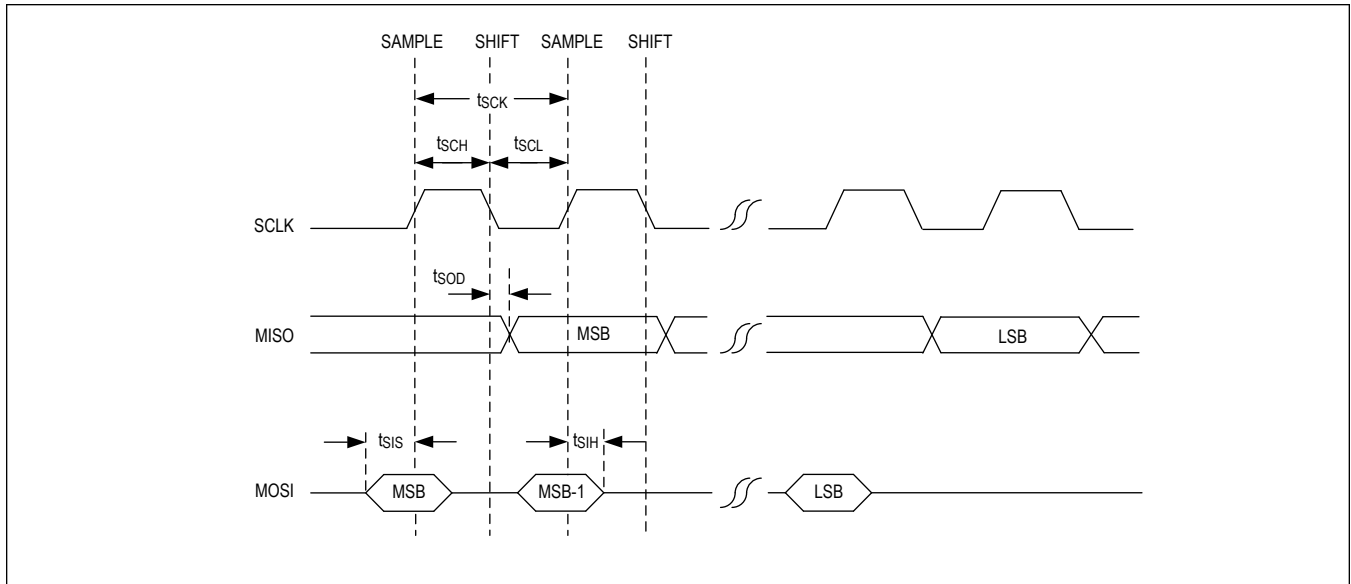 SAMPLE SHIFT SAMPLE SHIFT
tSCK
tSCH tSCL
SCLK
tSOD
MISO MSB LSB
tSIS tSIH
MOSI MSB MSB-1 LSB